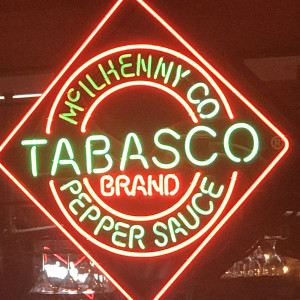 McILHENNY CO
TABASCO®
BRAND
PEPPER SAUCE